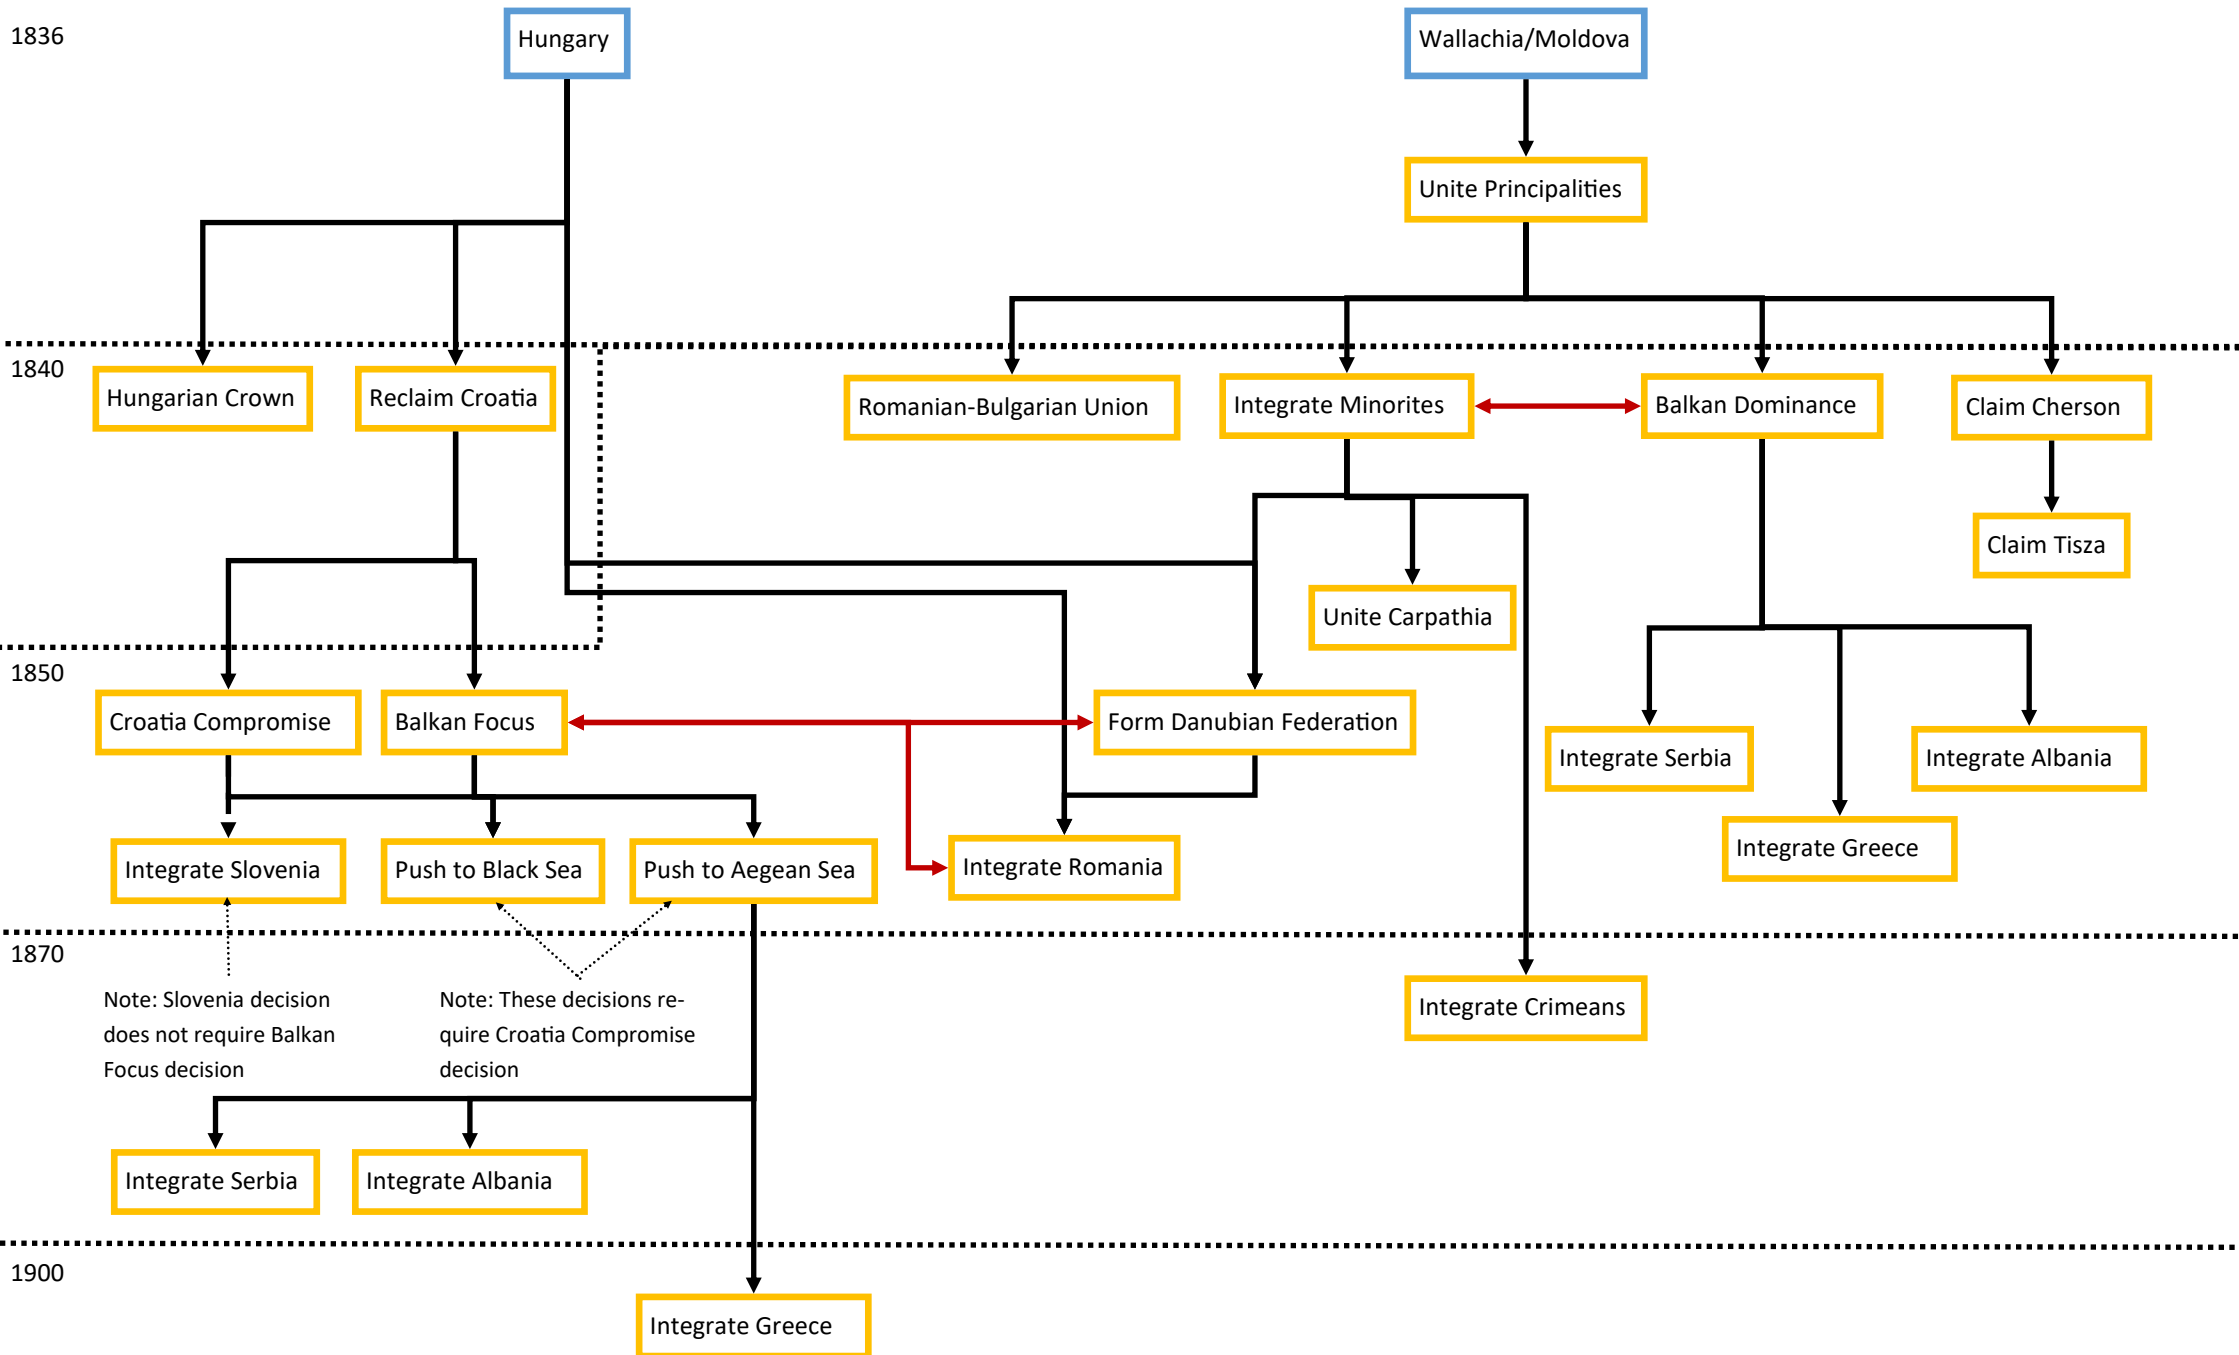 1836
Hungary
Wallachia/Moldova
Unite Principalities
1840
Hungarian Crown
Reclaim Croatia
Romanian-Bulgarian Union
Integrate Minorites
Balkan Dominance
Claim Cherson
Claim Tisza
Unite Carpathia
1850
Croatia Compromise
Balkan Focus
Form Danubian Federation
Integrate Serbia
Integrate Albania
Integrate Greece
Integrate Slovenia
Push to Black Sea
Push to Aegean Sea
Integrate Romania
1870
Note: Slovenia decision
does not require Balkan
Focus decision
Note: These decisions re-
quire Croatia Compromise
decision
Integrate Crimeans
Integrate Serbia
Integrate Albania
1900
Integrate Greece